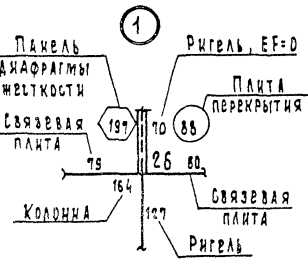 1
Панель
диафрагмы
жесткости
Ригель, EF=0
Плита
перекрытия
197
70
88
Связевая
плита
79
26
80
164
Связевая
плита
Колонна
127
Ригель